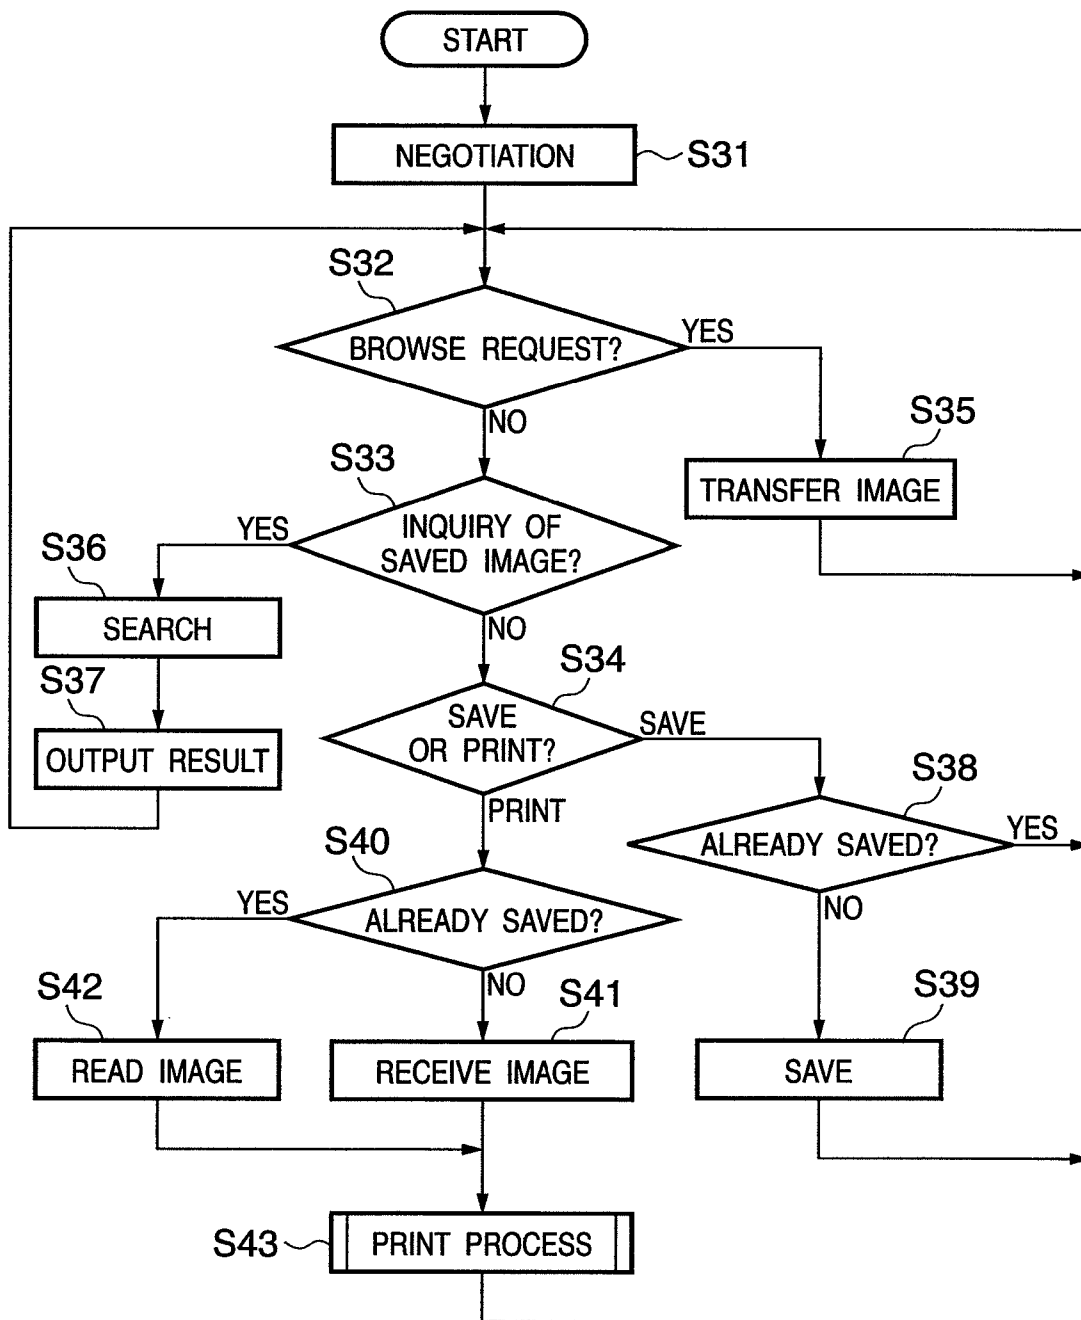 START
NEGOTIATION
S31
S32
BROWSE REQUEST?
YES
NO
S35
TRANSFER IMAGE
S33
INQUIRY OF
SAVED IMAGE?
YES
NO
S36
SEARCH
S37
OUTPUT RESULT
S34
SAVE
OR PRINT?
SAVE
PRINT
S38
ALREADY SAVED?
YES
NO
S40
ALREADY SAVED?
YES
NO
S42
READ IMAGE
S41
RECEIVE IMAGE
S39
SAVE
S43
PRINT PROCESS